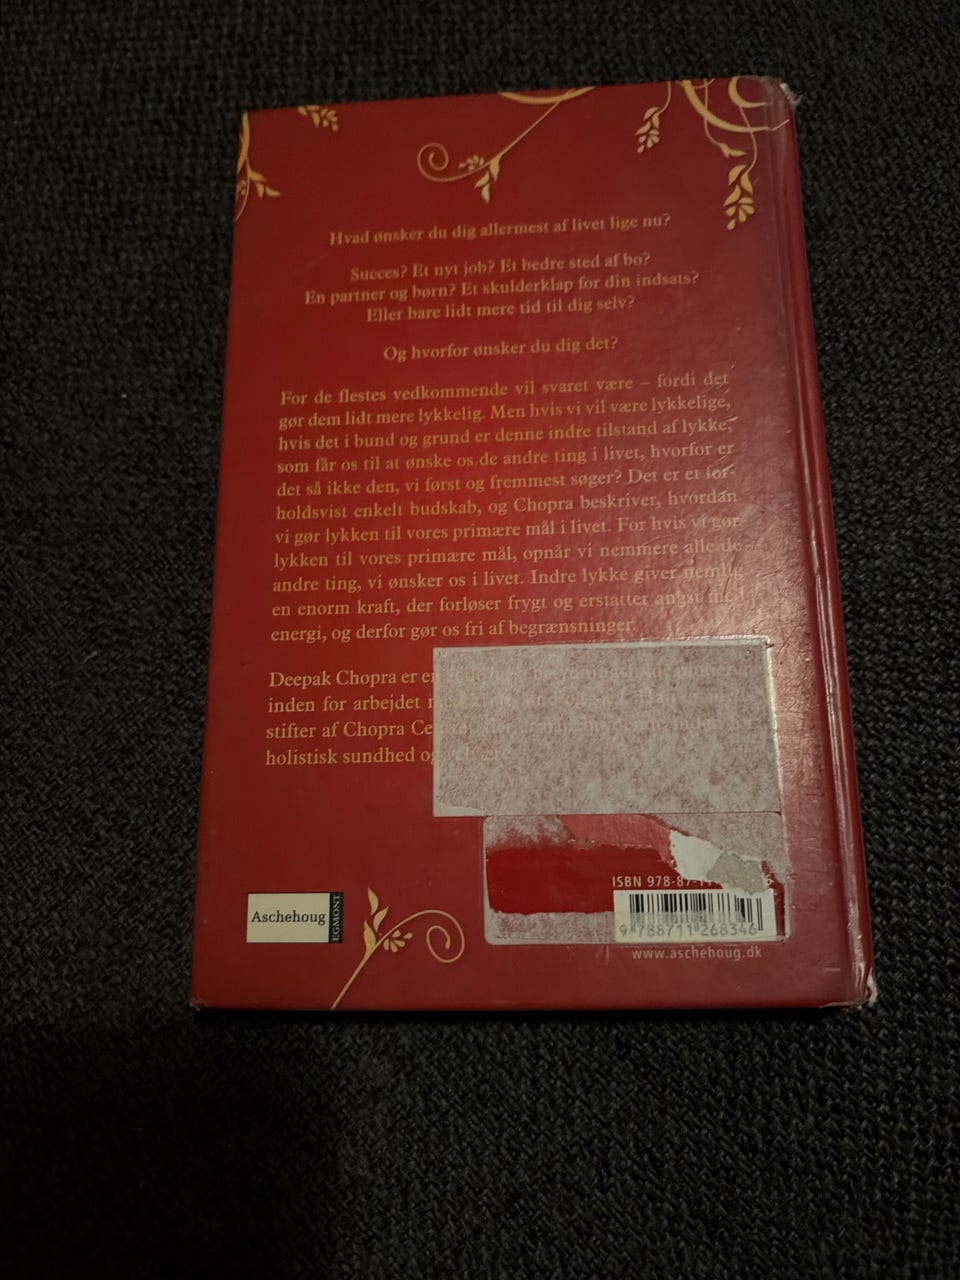 Hvad ønsker du dig allermest af livet lige nu?
Succes? Et nyt job? Et bedre sted af bo?
En partner og børn? Et skulderklap for din indsats?
Eller bare lidt mere tid til dig selv?
Og hvorfor ønsker du dig det?
For de flestes vedkommende vil svaret være – fordi det
gør dem lidt mere lykkelig. Men hvis vi vil være lykkelige,
hvis det i bund og grund er denne indre tilstand af lykke,
som får os til at ønske os de andre ting i livet, hvorfor er
det så ikke den, vi først og fremmest søger? Det er et for-
holdsvist enkelt budskab, og Chopra beskriver, hvordan
vi gør lykken til vores primære mål i livet. For hvis vi gør
lykken til vores primære mål, opnår vi nemmere alle de
andre ting, vi ønsker os i livet. Indre lykke giver nemlig
en enorm kraft, der forløser frygt og erstatter angst med
energi, og derfor gør os fri af begrænsninger.
Deepak Chopra er
inden for arbejdet
stifter af Chopra
holistisk sundhed
ISBN 978-87-11
9 788711 268346
Aschehoug
EGMONT
www.aschehoug.dk